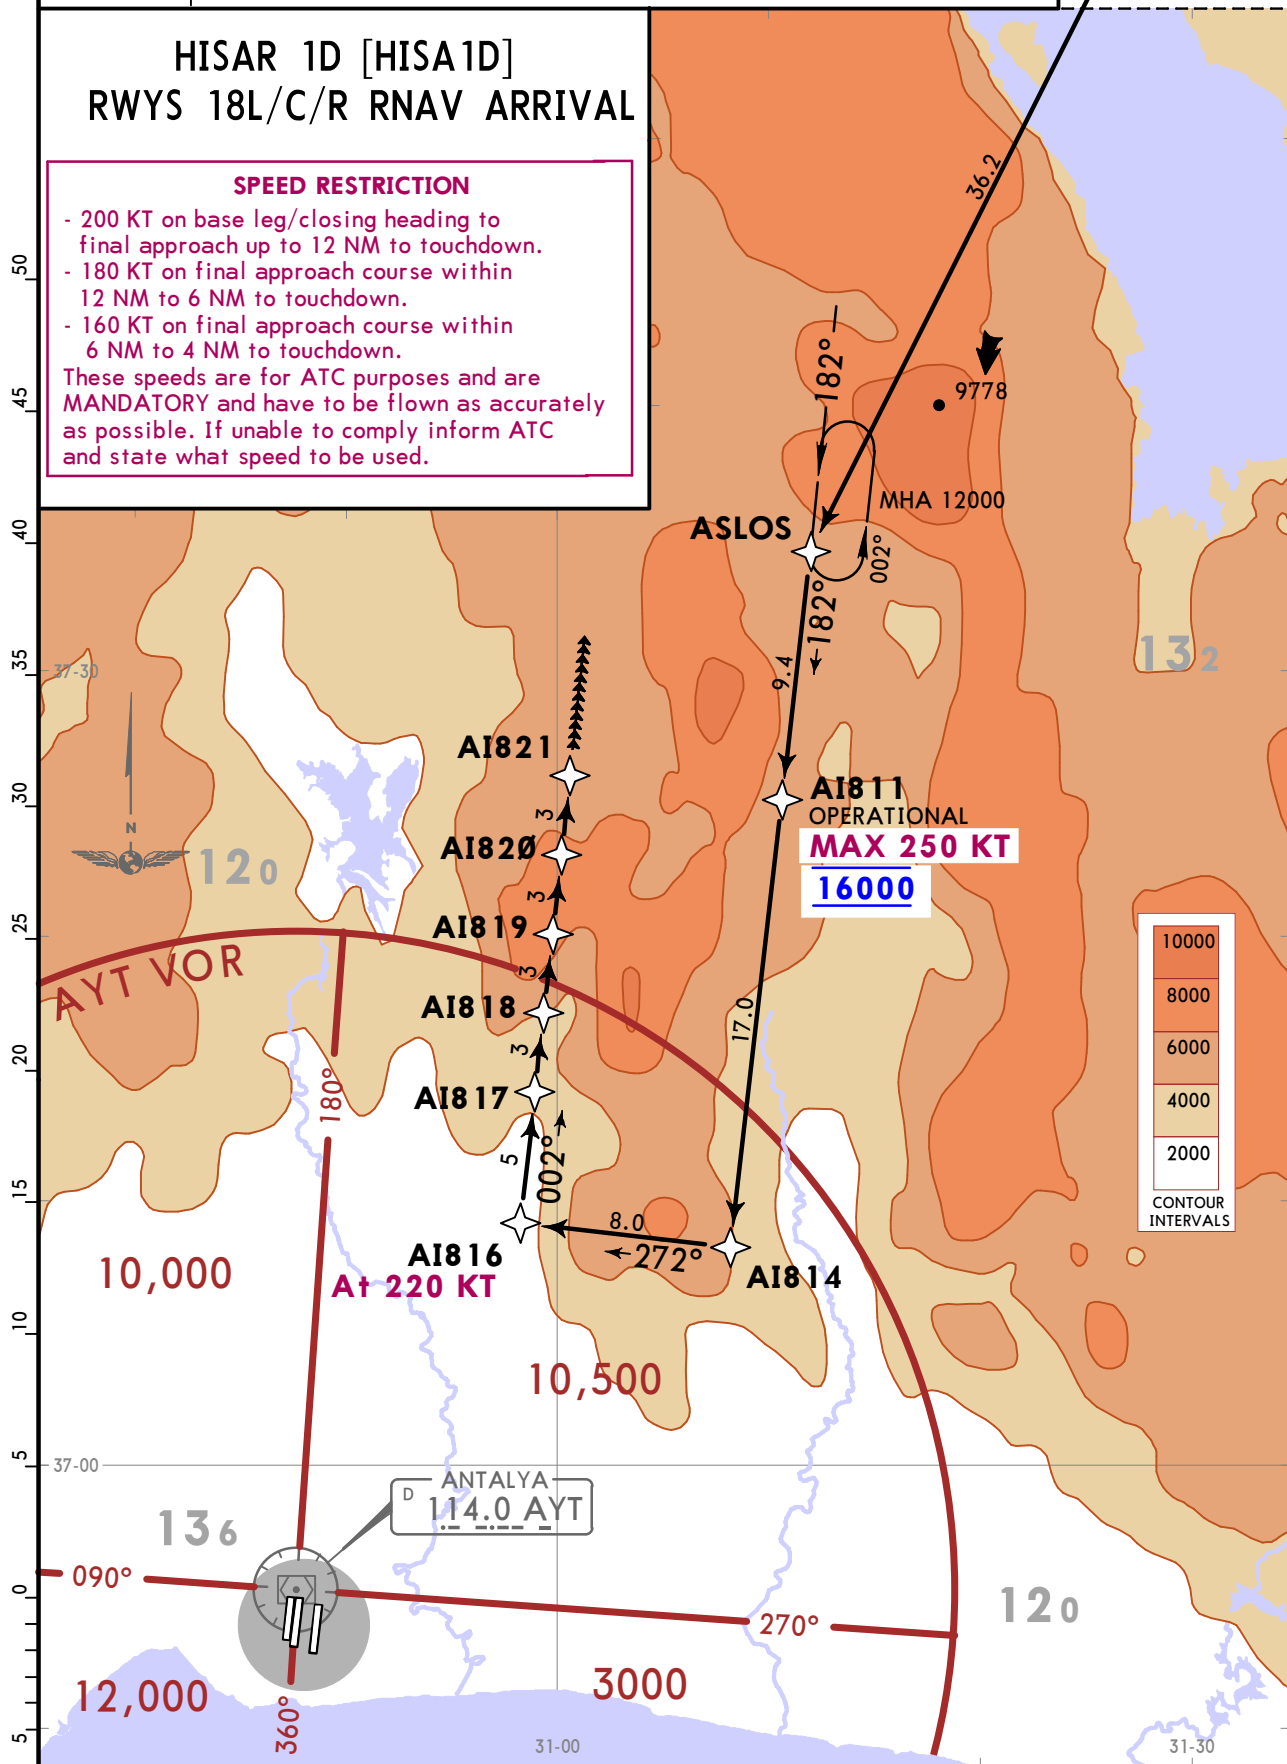 HISAR 1D [HISA1D]
RWYS 18L/C/R RNAV ARRIVAL
SPEED RESTRICTION
- 200 KT on base leg/closing heading to
final approach up to 12 NM to touchdown.
- 180 KT on final approach course within
12 NM to 6 NM to touchdown.
- 160 KT on final approach course within
6 NM to 4 NM to touchdown.
These speeds are for ATC purposes and are
MANDATORY and have to be flown as accurately
as possible. If unable to comply inform ATC
and state what speed to be used.
36.2
50
182°
45
9778
MHA 12000
40
ASLOS
002°
182°
132
35
37-30
9.4
AI821
30
AI811
OPERATIONAL
MAX 250 KT
16000
3
AI82Ø
N
120
3
AI819
25
10000
8000
6000
4000
2000
CONTOUR
INTERVALS
AYT VOR
3
AI818
17.0
20
3
AI817
180°
5
002°
15
8.0
272°
AI816
At 220 KT
AI814
10,000
10
10,500
5
37-00
ANTALYA
D
114.0 AYT
136
090°
0
270°
120
12,000
3000
360°
5
31-00
31-30